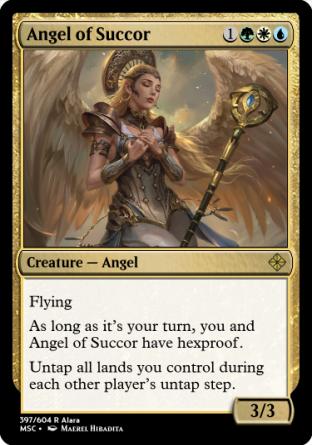 Angel of Succor 1
Creature — Angel
Flying
As long as it's your turn, you and
Angel of Succor have hexproof.
Untap all lands you control during
each other player's untap step.
397/604 R Alara
MSC • Maerel Hibadita
3/3